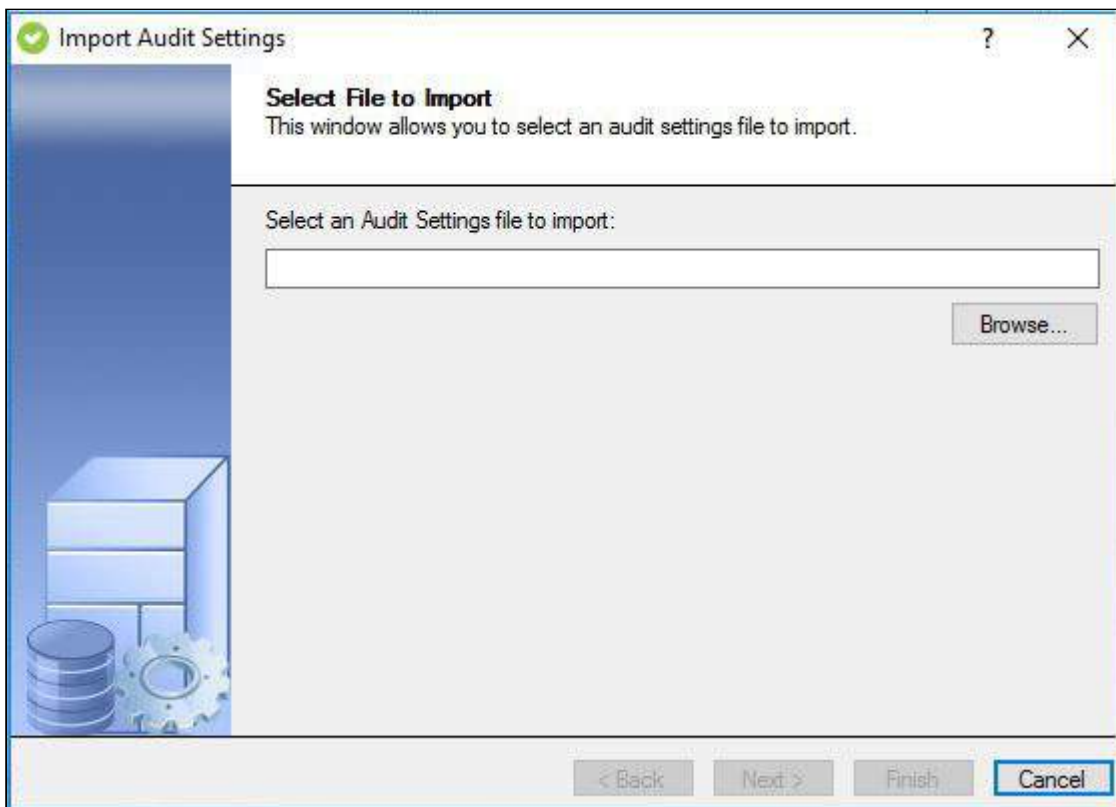 Import Audit Settings ?
Select File to Import
This window allows you to select an audit settings file to import.
Select an Audit Settings file to import:
Browse...
< Back Next > Finish Cancel